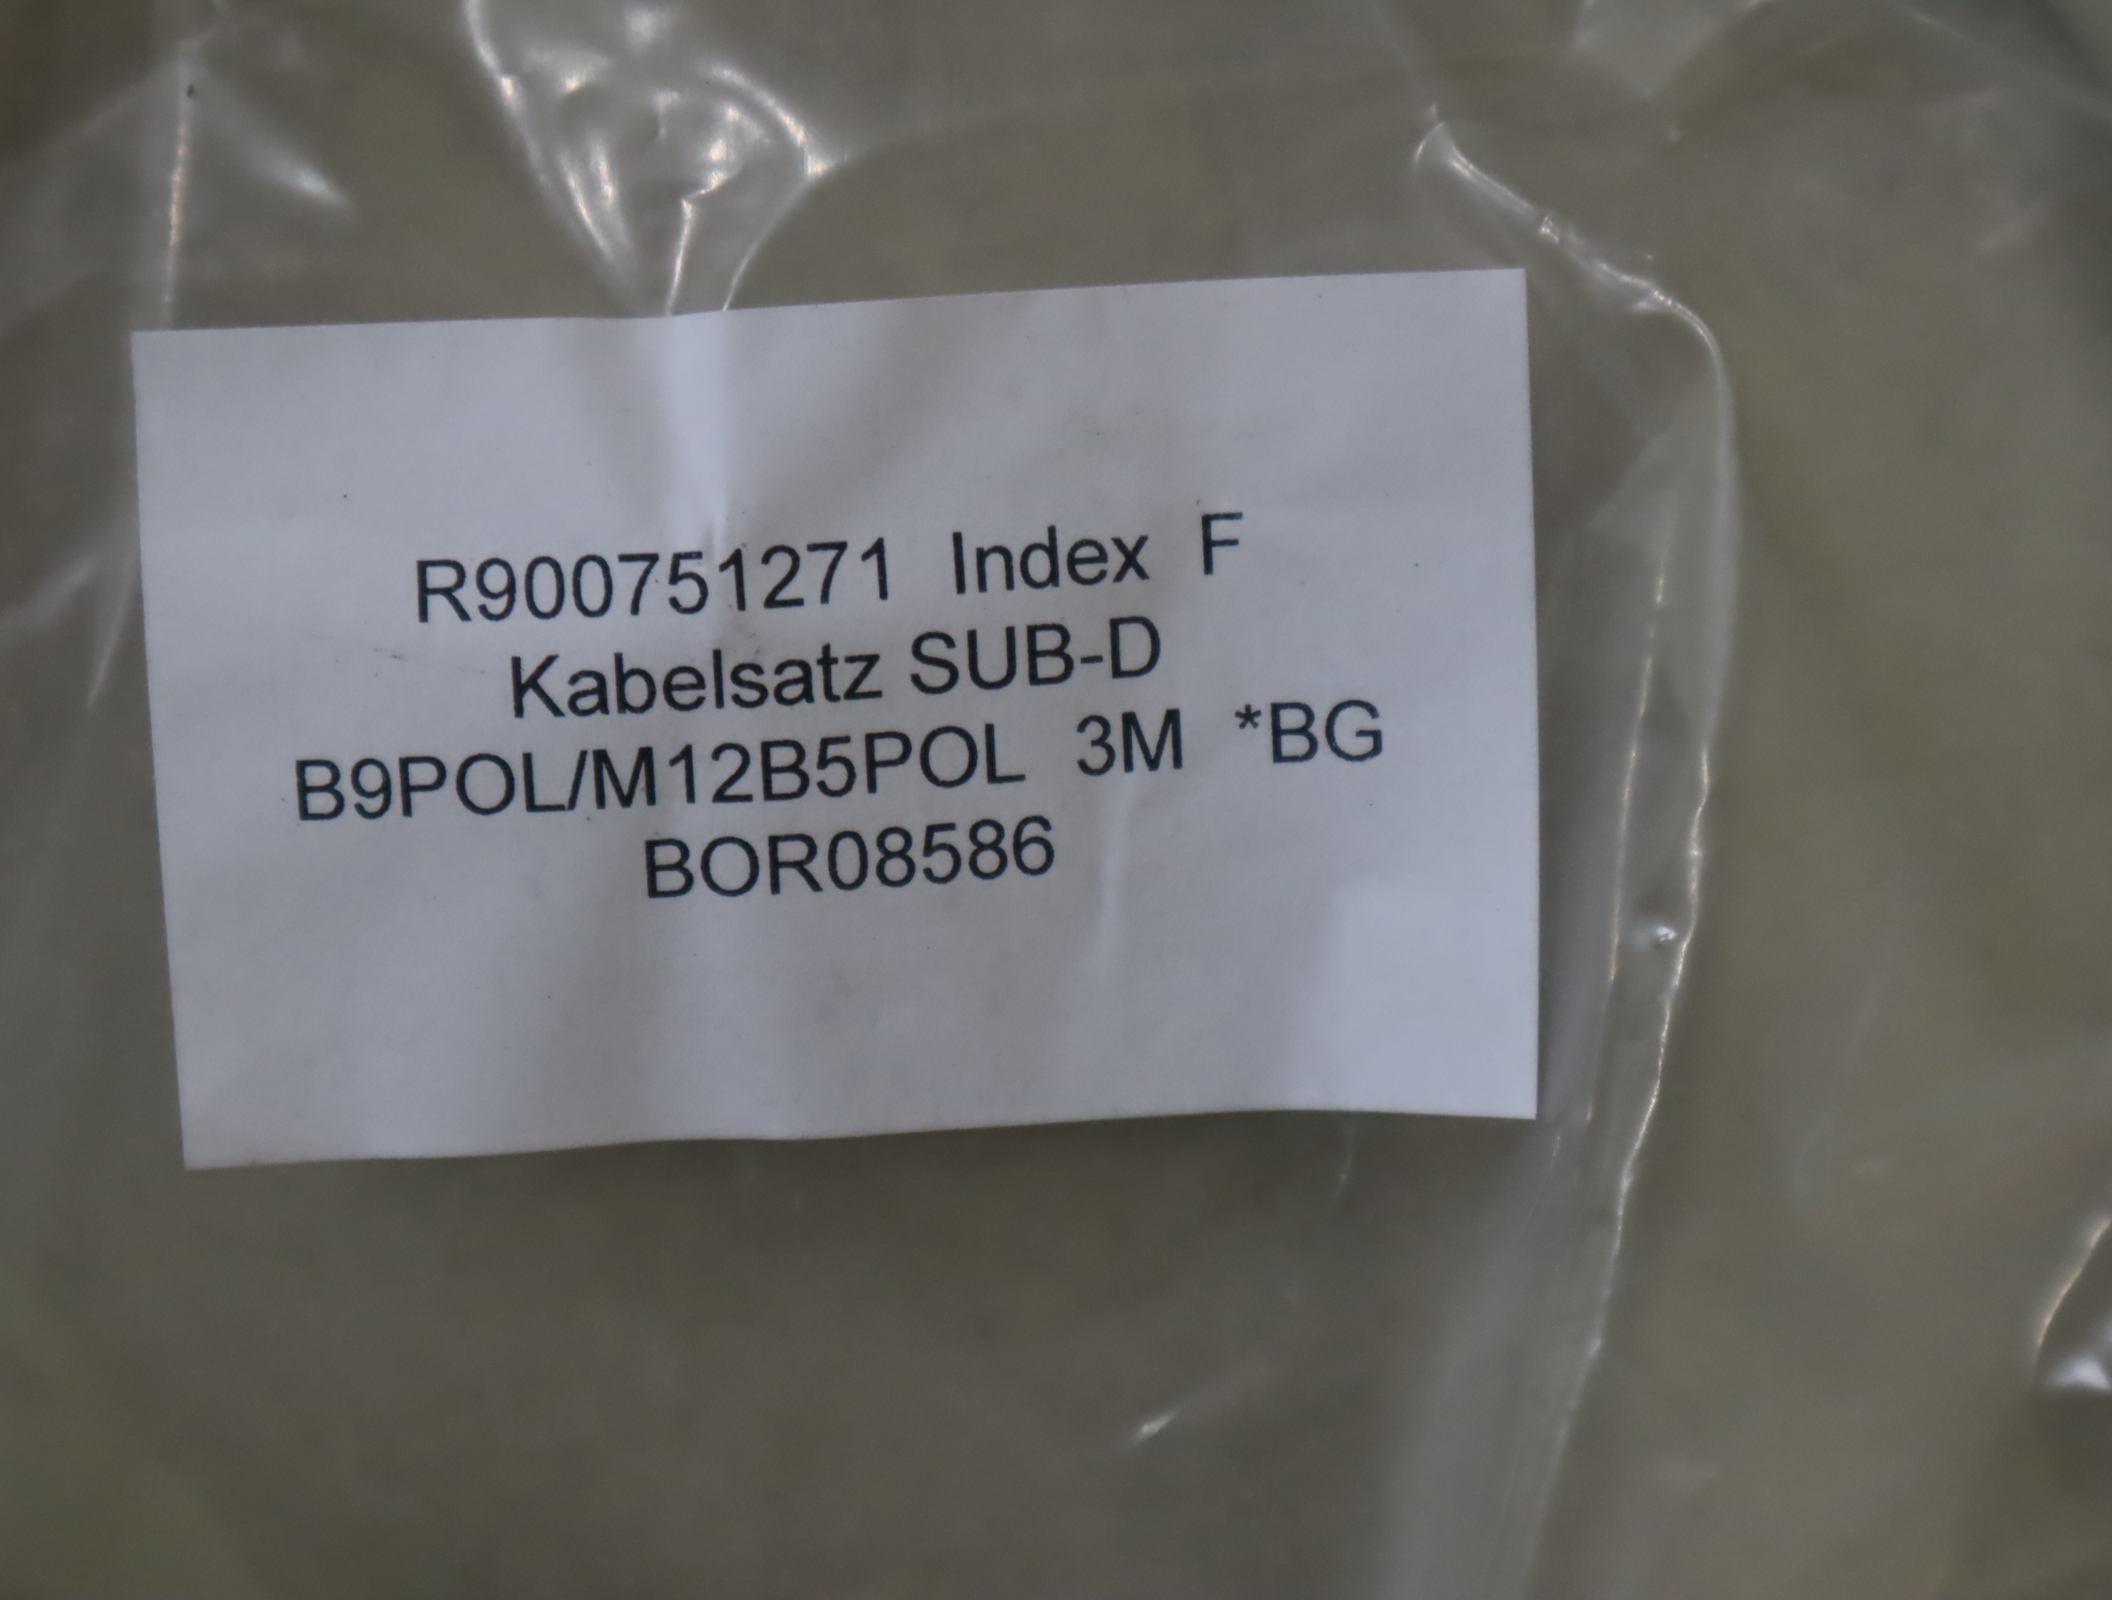 R900751271 Index F
Kabelsatz SUB-D
B9POL/M12B5POL 3M *BG
BOR08586